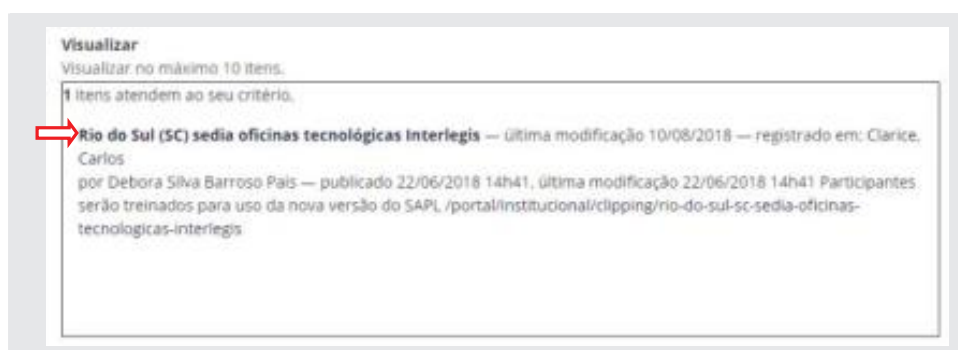 Visualizar
Visualizar no máximo 10 itens.
1 itens atendem ao seu critério.
Rio do Sul (SC) sedia oficinas tecnológicas Interlegis — última modificação 10/08/2018 — registrado em: Clarice,
Carlos
por Debora Silva Barroso Pais — publicado 22/06/2018 14h41, última modificação 22/06/2018 14h41 Participantes
serão treinados para uso da nova versão do SAPL /portal/institucional/clipping/rio-do-sul-sc-sedia-oficinas-
tecnologicas-interlegis